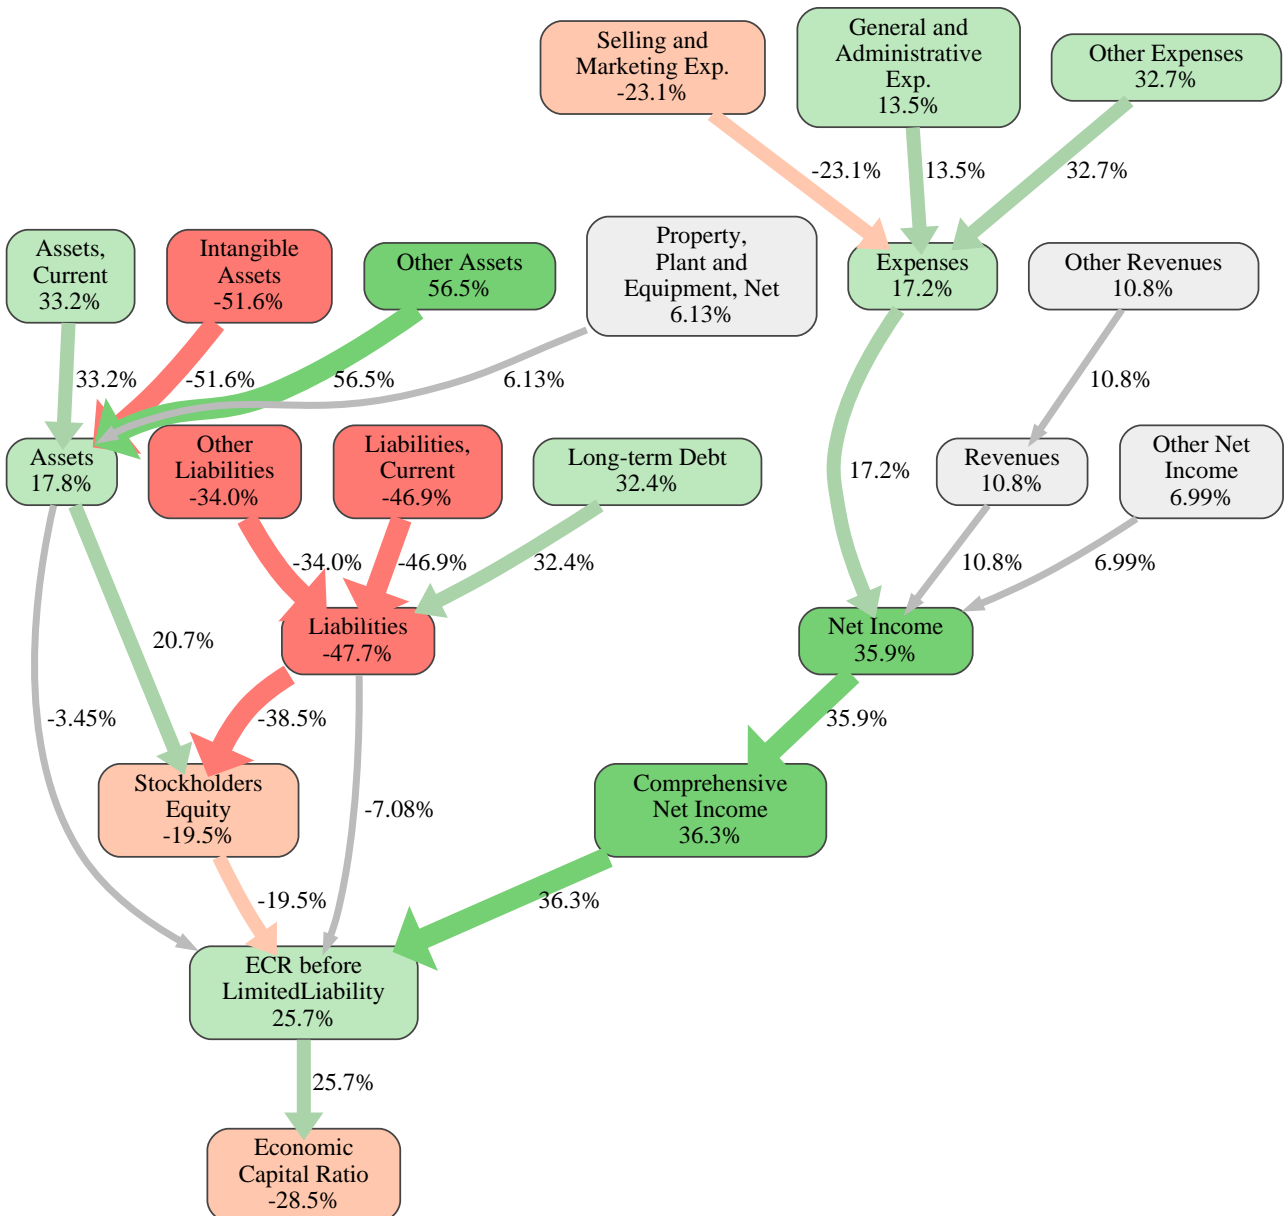 Selling and
Marketing Exp.
-23.1%
General and
Administrative
Exp.
13.5%
Other Expenses
32.7%
-23.1%
13.5%
32.7%
Assets,
Current
33.2%
Intangible
Assets
-51.6%
Other Assets
56.5%
Property,
Plant and
Equipment, Net
6.13%
Expenses
17.2%
Other Revenues
10.8%
33.2%
-51.6%
56.5%
6.13%
10.8%
Assets
17.8%
Other
Liabilities
-34.0%
Liabilities,
Current
-46.9%
Long-term Debt
32.4%
17.2%
Revenues
10.8%
Other Net
Income
6.99%
-34.0%
-46.9%
32.4%
10.8%
6.99%
20.7%
Liabilities
-47.7%
Net Income
35.9%
-3.45%
-38.5%
35.9%
Stockholders
Equity
-19.5%
-7.08%
Comprehensive
Net Income
36.3%
-19.5%
36.3%
ECR before
LimitedLiability
25.7%
25.7%
Economic
Capital Ratio
-28.5%